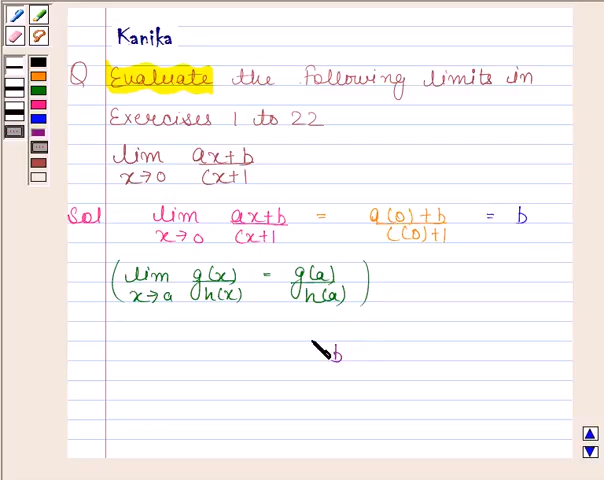 Kanika
Q Evaluate the following limits in
Exercises 1 to 22
lim x→0 ax+b / cx+1
Sol lim x→0 ax+b / cx+1 = a(0)+b / c(0)+1 = b
( lim x→a g(x) / h(x) = g(a) / h(a) )
b